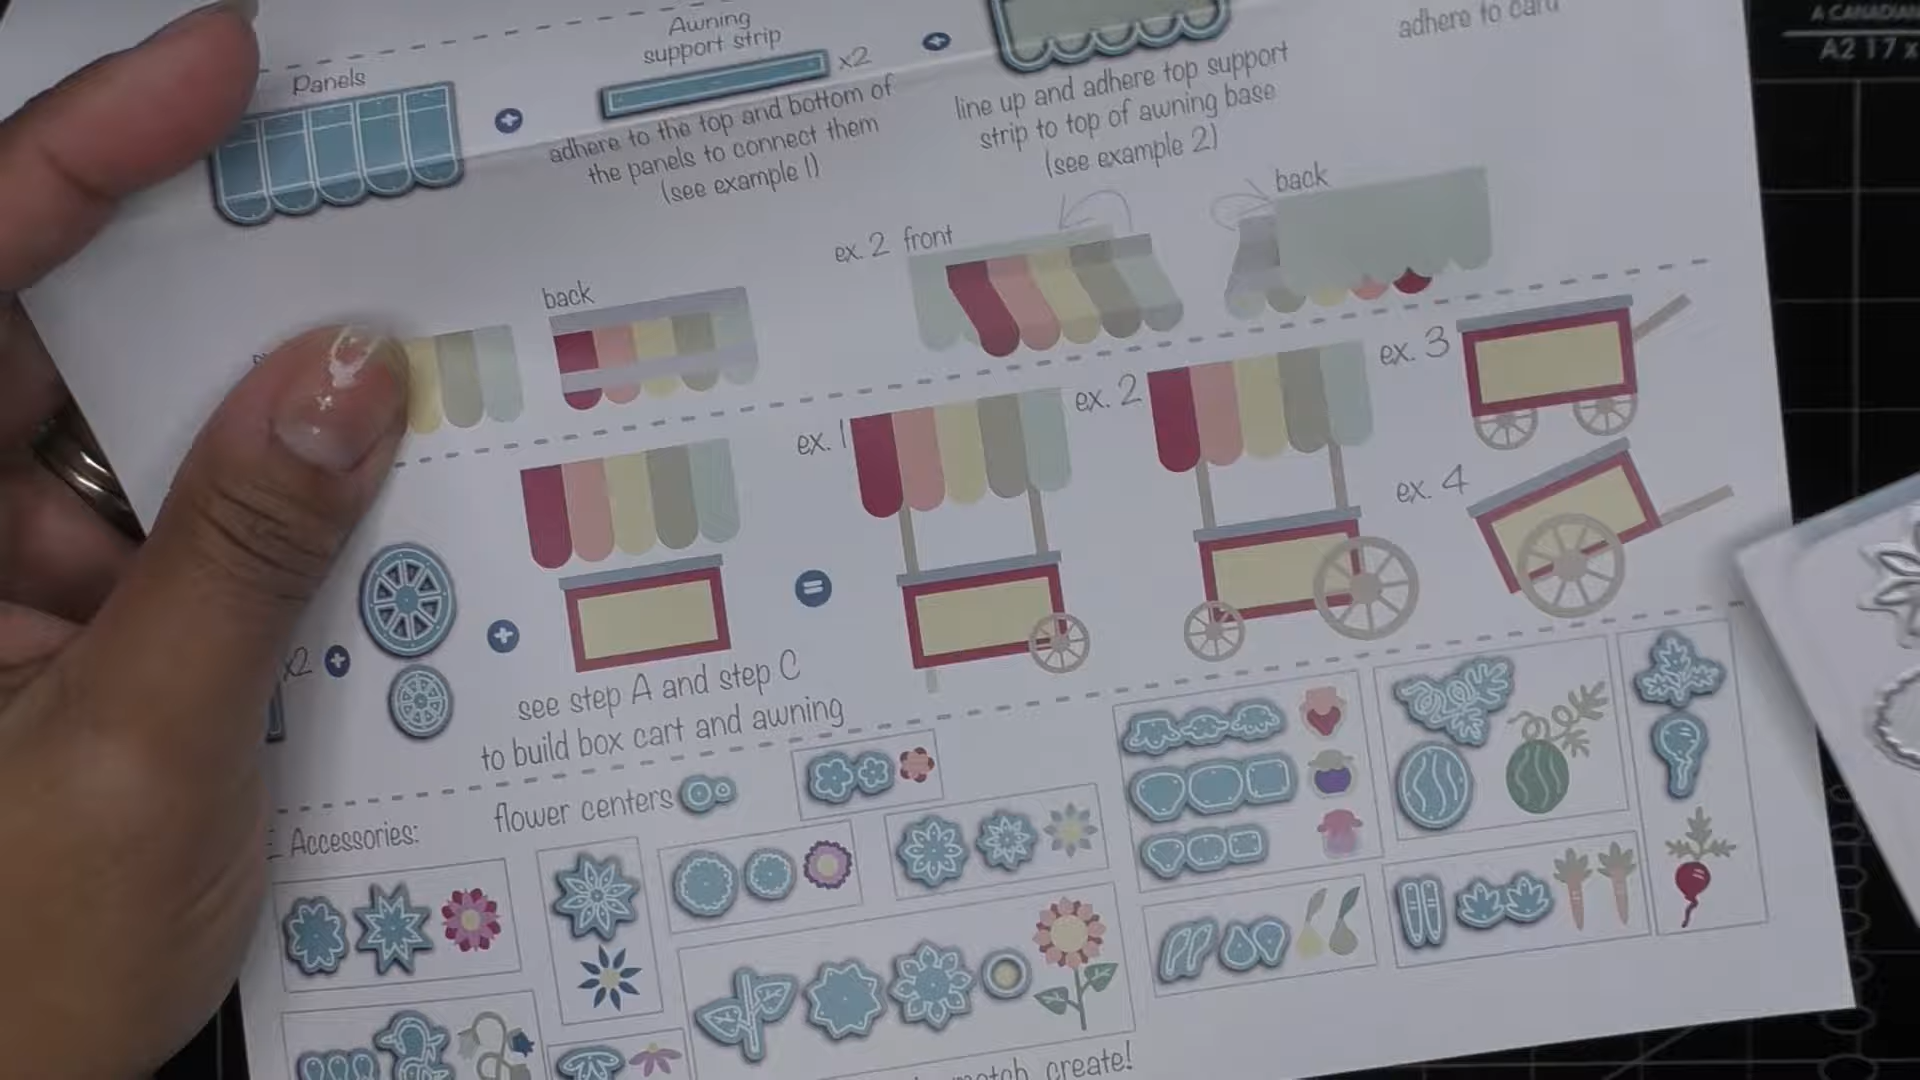 Awning
support strip
Panels
x2
adhere to the top and bottom of
the panels to connect them
(see example 1)
line up and adhere top support
strip to top of awning base
(see example 2)
adhere to card
A CANADIAN
A2 17 x
back
ex. 2 front
back
ex. 1
ex. 2
ex. 3
ex. 4
x2
see step A and step C
to build box cart and awning
flower centers
E Accessories:
match, create!